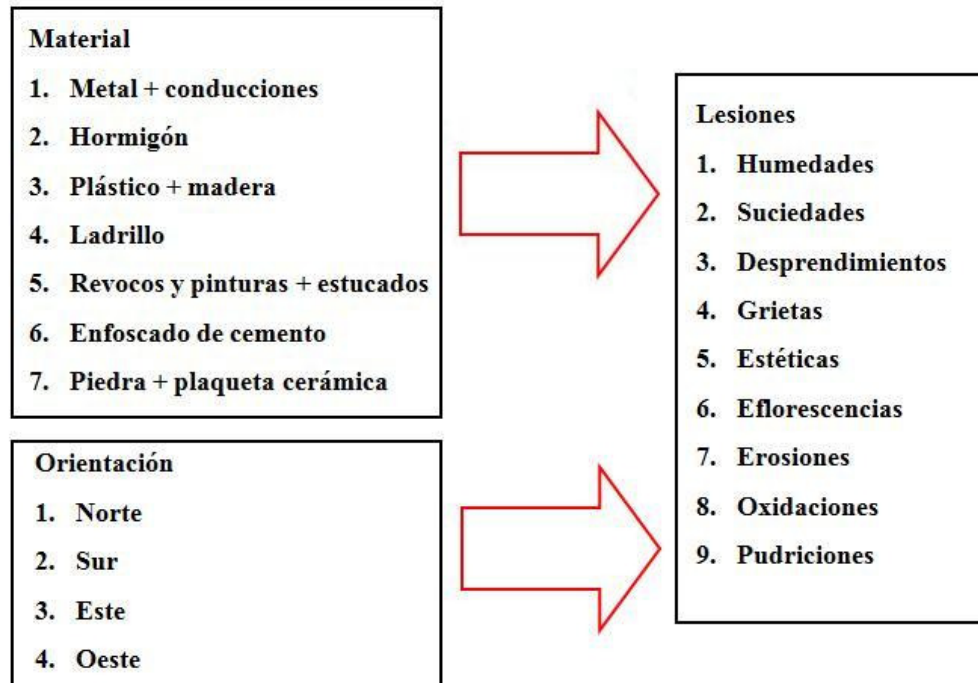 Material
1. Metal + conducciones
2. Hormigón
3. Plástico + madera
4. Ladrillo
5. Revocos y pinturas + estucados
6. Enfoscado de cemento
7. Piedra + plaqueta cerámica
Orientación
1. Norte
2. Sur
3. Este
4. Oeste
Lesiones
1. Humedades
2. Suciedades
3. Desprendimientos
4. Grietas
5. Estéticas
6. Eflorescencias
7. Erosiones
8. Oxidaciones
9. Pudriciones